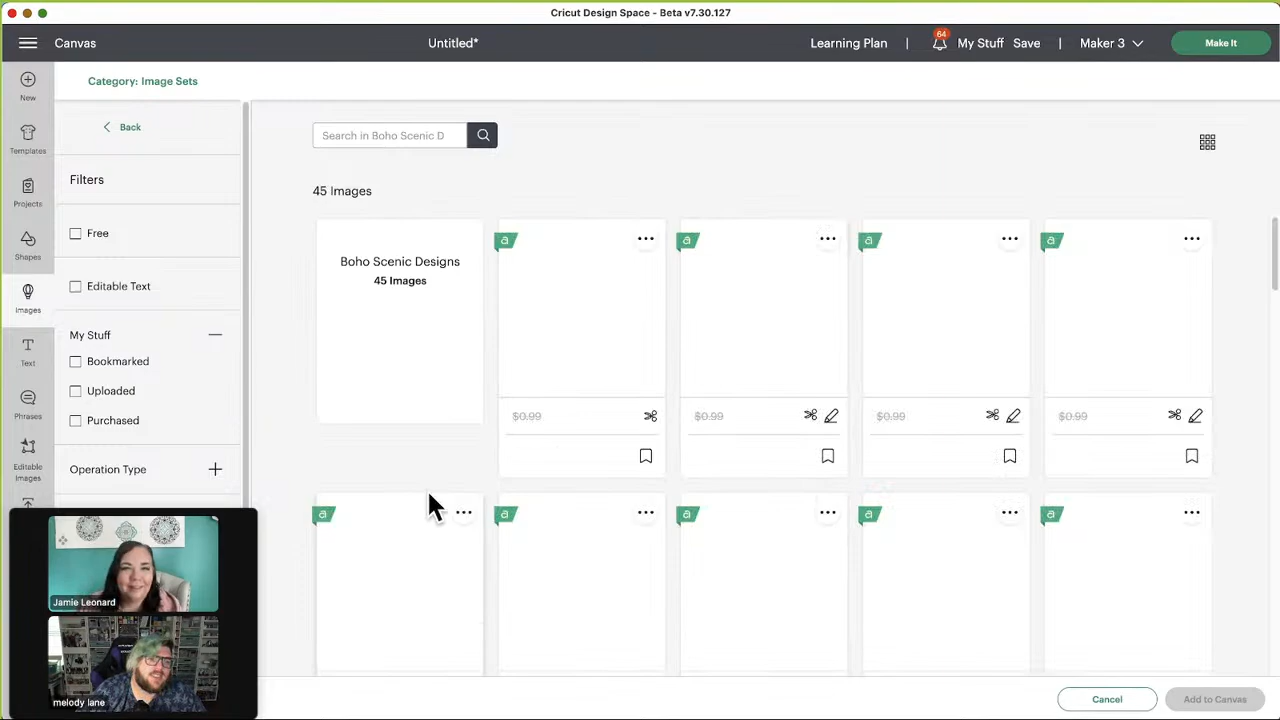 Cricut Design Space - Beta v7.30.127
Canvas
Untitled*
Learning Plan
64
My Stuff
Save
Maker 3
Make It
New
Templates
Projects
Shapes
Images
Text
Phrases
Editable
Images
Category: Image Sets
Back
Filters
Free
Editable Text
My Stuff
Bookmarked
Uploaded
Purchased
Operation Type
Search in Boho Scenic D
45 Images
Boho Scenic Designs
45 Images
a
a
a
a
$0.99
$0.99
$0.99
$0.99
a
a
a
a
a
Jamie Leonard
melody lane
Cancel
Add to Canvas